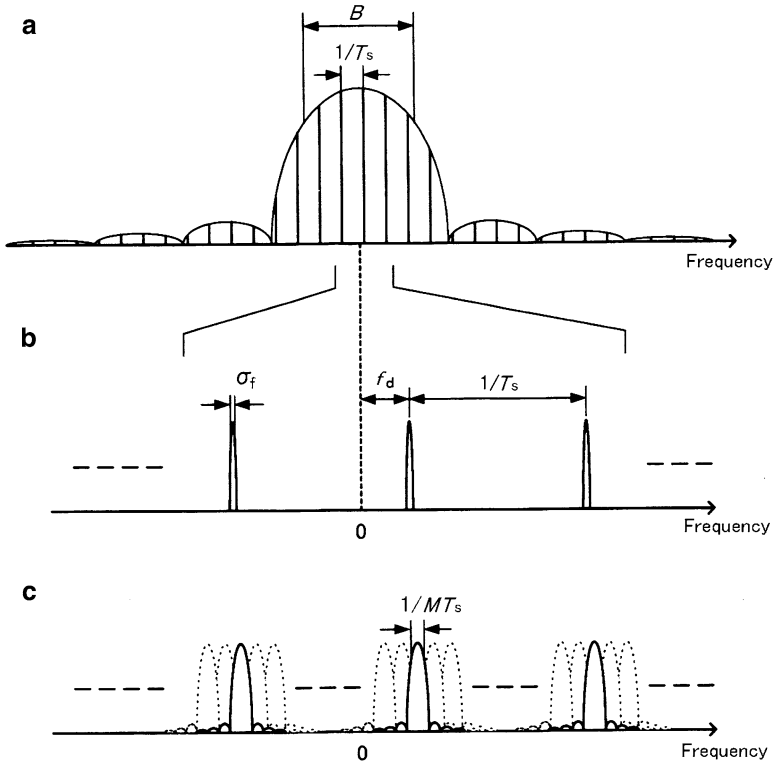 a
B
1/Ts
Frequency
b
σf
fd
1/Ts
0
Frequency
c
1/MTs
0
Frequency